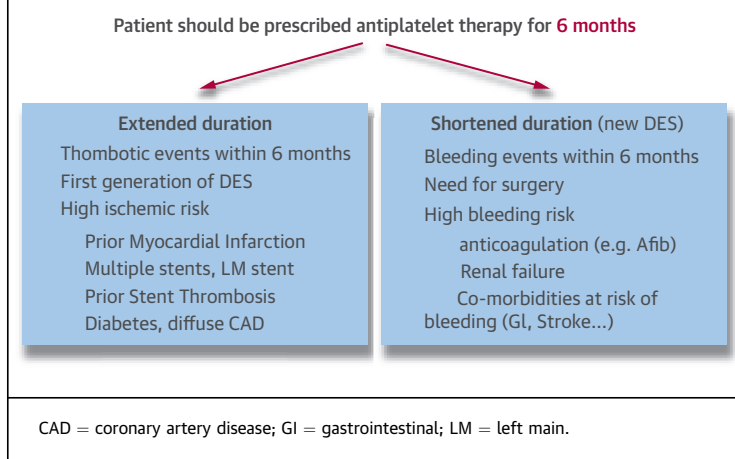 Patient should be prescribed antiplatelet therapy for 6 months
Extended duration
Thombotic events within 6 months
First generation of DES
High ischemic risk
Prior Myocardial Infarction
Multiple stents, LM stent
Prior Stent Thrombosis
Diabetes, diffuse CAD
Shortened duration (new DES)
Bleeding events within 6 months
Need for surgery
High bleeding risk
anticoagulation (e.g. Afib)
Renal failure
Co-morbidities at risk of
bleeding (GI, Stroke...)
CAD = coronary artery disease; GI = gastrointestinal; LM = left main.